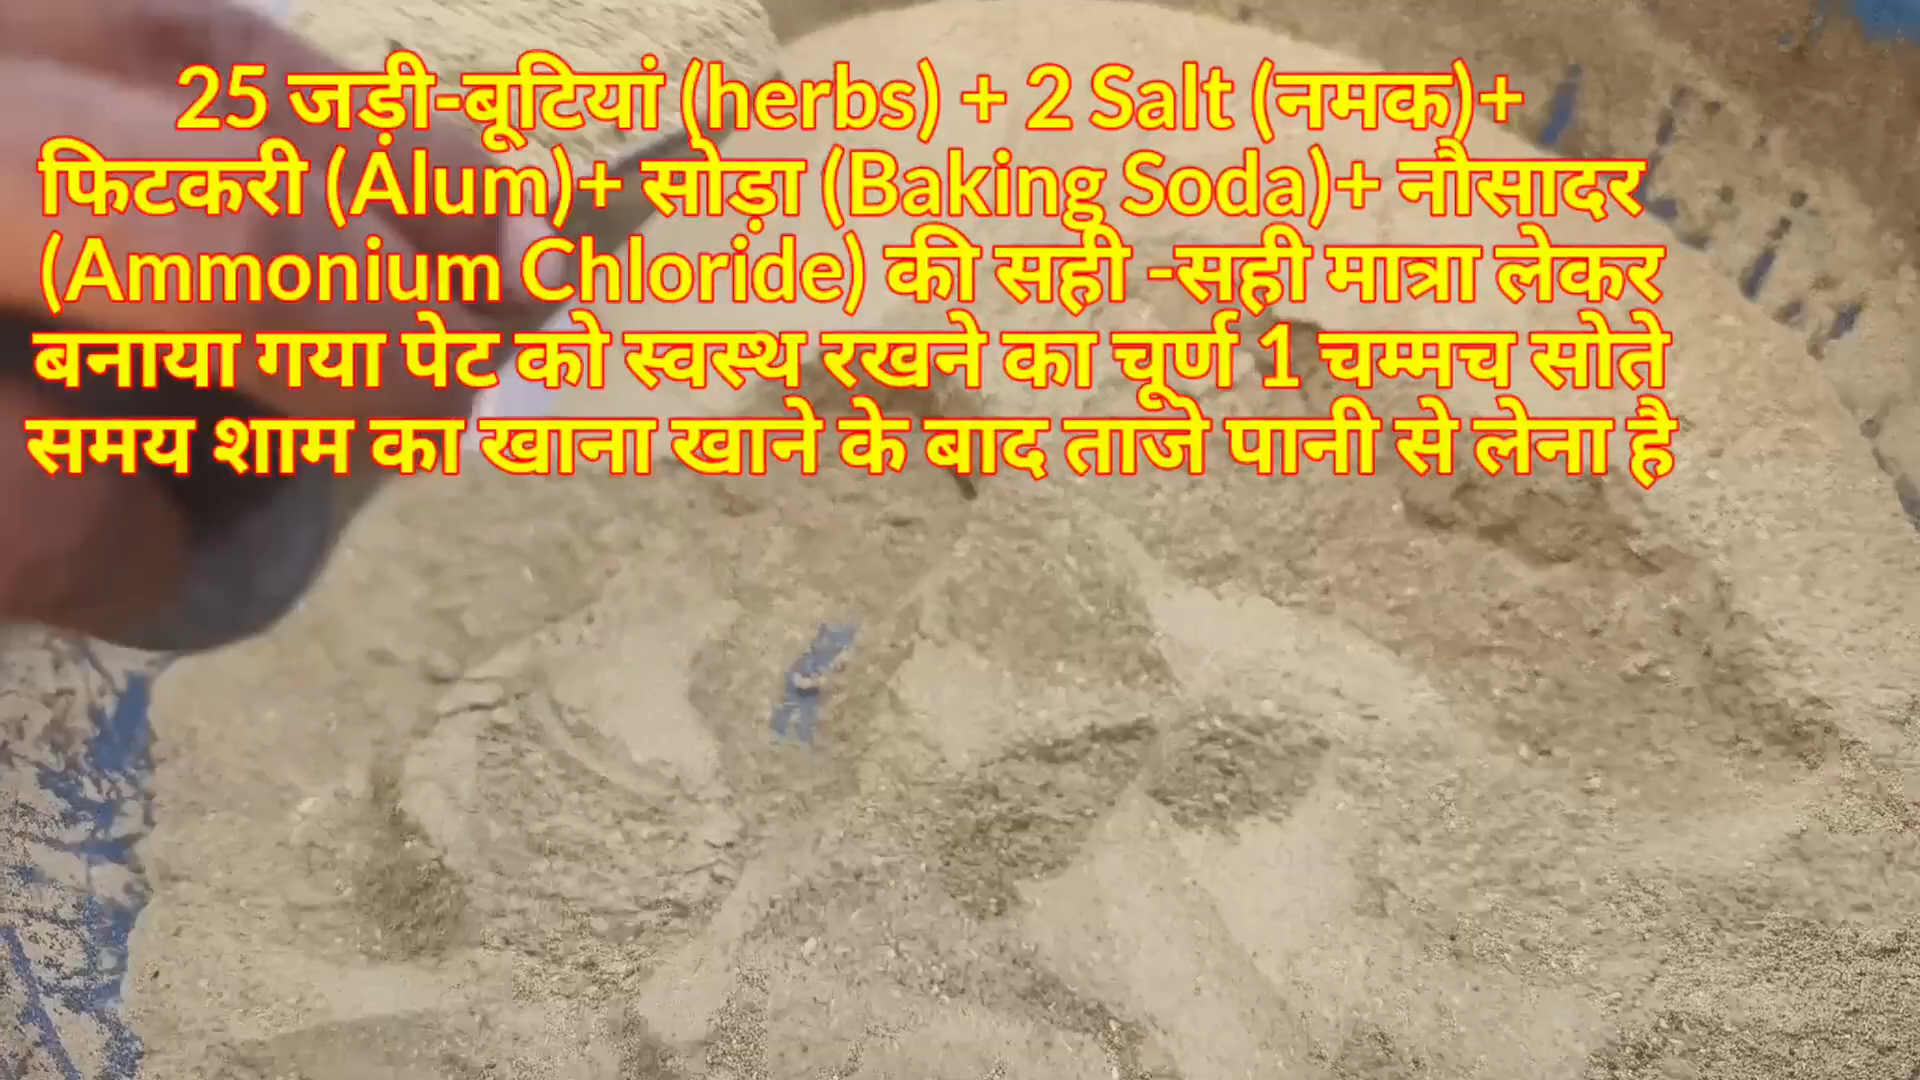 25 जड़ी-बूटियां (herbs) + 2 Salt (नमक)+
फिटकरी (Alum)+ सोड़ा (Baking Soda)+ नौसादर
(Ammonium Chloride) की सही -सही मात्रा लेकर
बनाया गया पेट को स्वस्थ रखने का चूर्ण 1 चम्मच सोते
समय शाम का खाना खाने के बाद ताजे पानी से लेना है